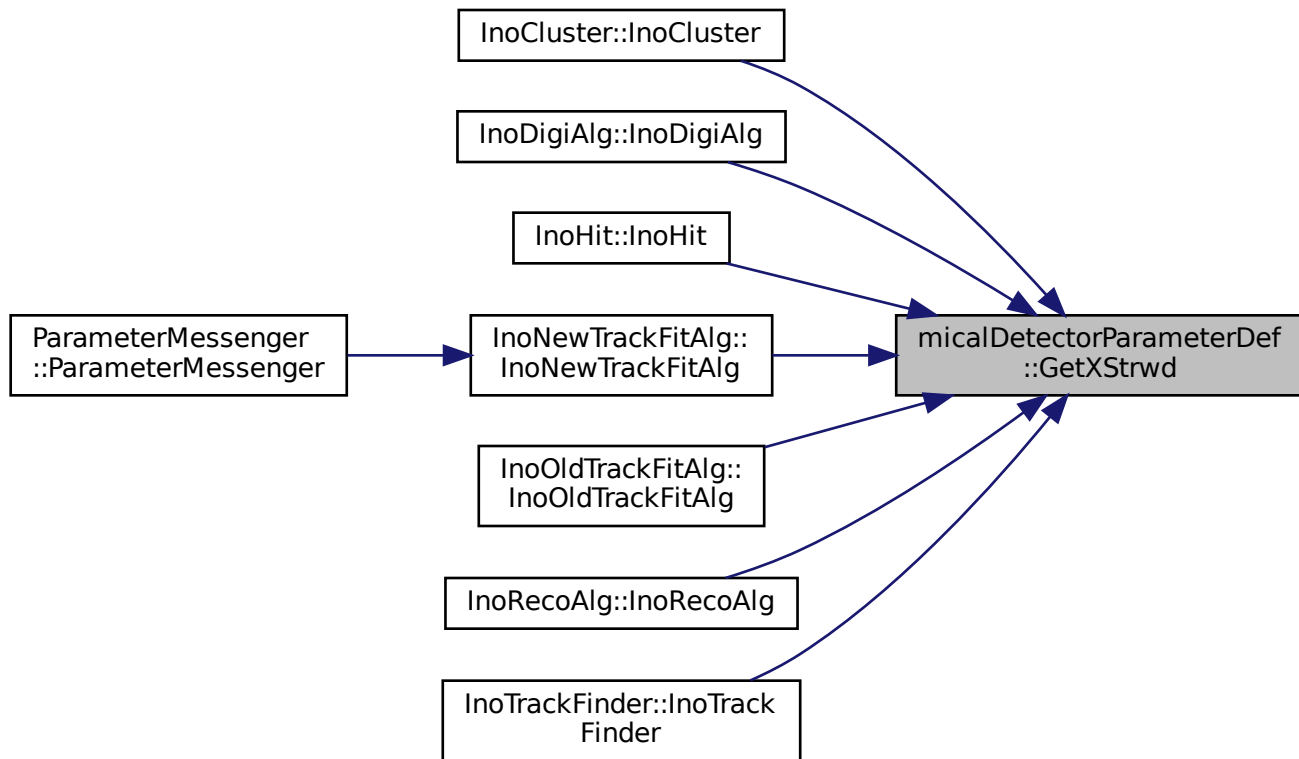 InoCluster::InoCluster
InoDigiAlg::InoDigiAlg
InoHit::InoHit
ParameterMessenger
::ParameterMessenger
InoNewTrackFitAlg::
InoNewTrackFitAlg
micalDetectorParameterDef
::GetXStrwd
InoOldTrackFitAlg::
InoOldTrackFitAlg
InoRecoAlg::InoRecoAlg
InoTrackFinder::InoTrack
Finder